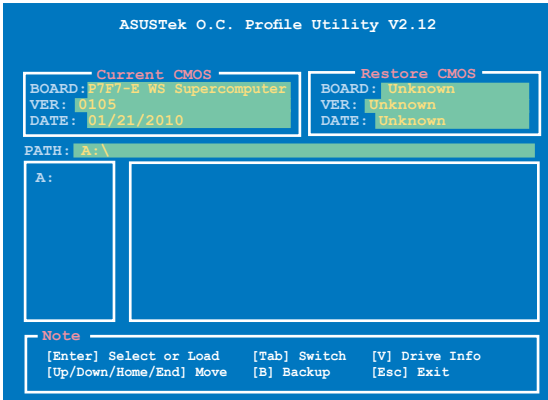 ASUSTek O.C. Profile Utility V2.12
Current CMOS
BOARD: P7F7-E WS Supercomputer
VER: 0105
DATE: 01/21/2010
Restore CMOS
BOARD: Unknown
VER: Unknown
DATE: Unknown
PATH: A:\
A:
Note
[Enter] Select or Load [Tab] Switch [V] Drive Info
[Up/Down/Home/End] Move [B] Backup [Esc] Exit